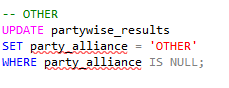 -- OTHER
UPDATE partywise_results
SET party_alliance = 'OTHER'
WHERE party_alliance IS NULL;